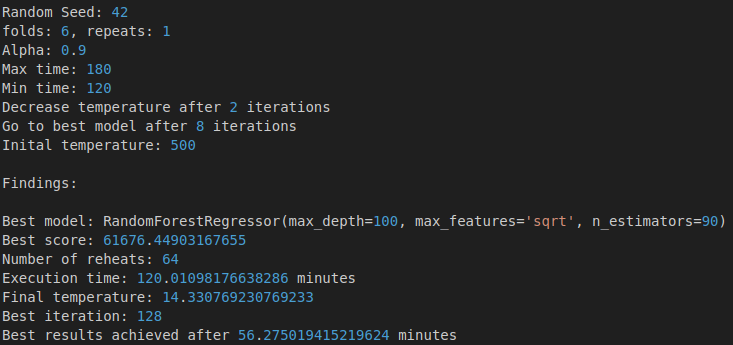 Random Seed: 42
folds: 6, repeats: 1
Alpha: 0.9
Max time: 180
Min time: 120
Decrease temperature after 2 iterations
Go to best model after 8 iterations
Inital temperature: 500
Findings:
Best model: RandomForestRegressor(max_depth=100, max_features='sqrt', n_estimators=90)
Best score: 61676.44903167655
Number of reheats: 64
Execution time: 120.01098176638286 minutes
Final temperature: 14.330769230769233
Best iteration: 128
Best results achieved after 56.275019415219624 minutes